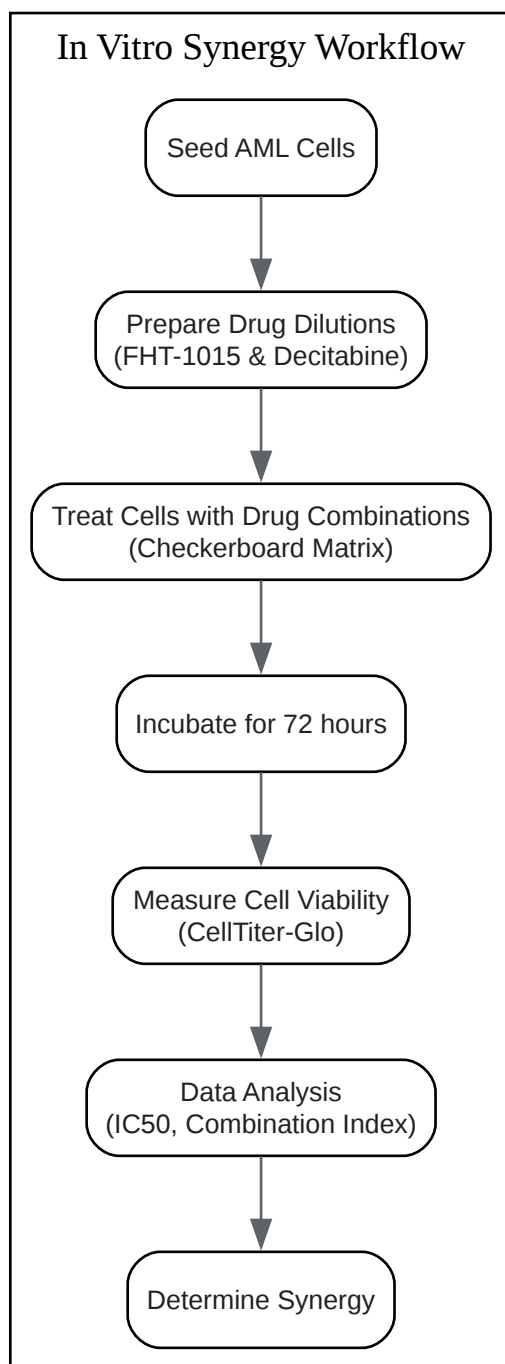 In Vitro Synergy Workflow
Seed AML Cells
Prepare Drug Dilutions
(FHT-1015 & Decitabine)
Treat Cells with Drug Combinations
(Checkerboard Matrix)
Incubate for 72 hours
Measure Cell Viability
(CellTiter-Glo)
Data Analysis
(IC50, Combination Index)
Determine Synergy